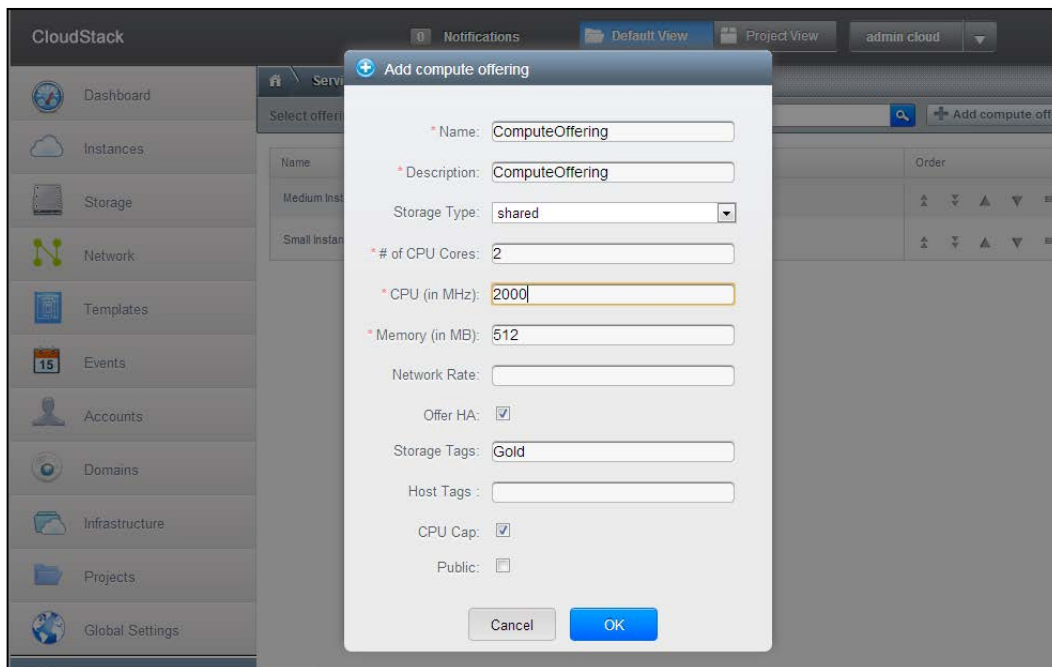 CloudStack
0 Notifications
Default View
Project View
admin cloud
Dashboard
Instances
Storage
Network
Templates
15
Events
Accounts
Domains
Infrastructure
Projects
Global Settings
Servi
Select offeri
Add compute off
Name
Order
Medium Inst
Small Instan
Add compute offering
* Name: ComputeOffering
* Description: ComputeOffering
Storage Type: shared
* # of CPU Cores: 2
* CPU (in MHz): 2000
* Memory (in MB): 512
Network Rate:
Offer HA:
Storage Tags: Gold
Host Tags :
CPU Cap:
Public:
Cancel
OK